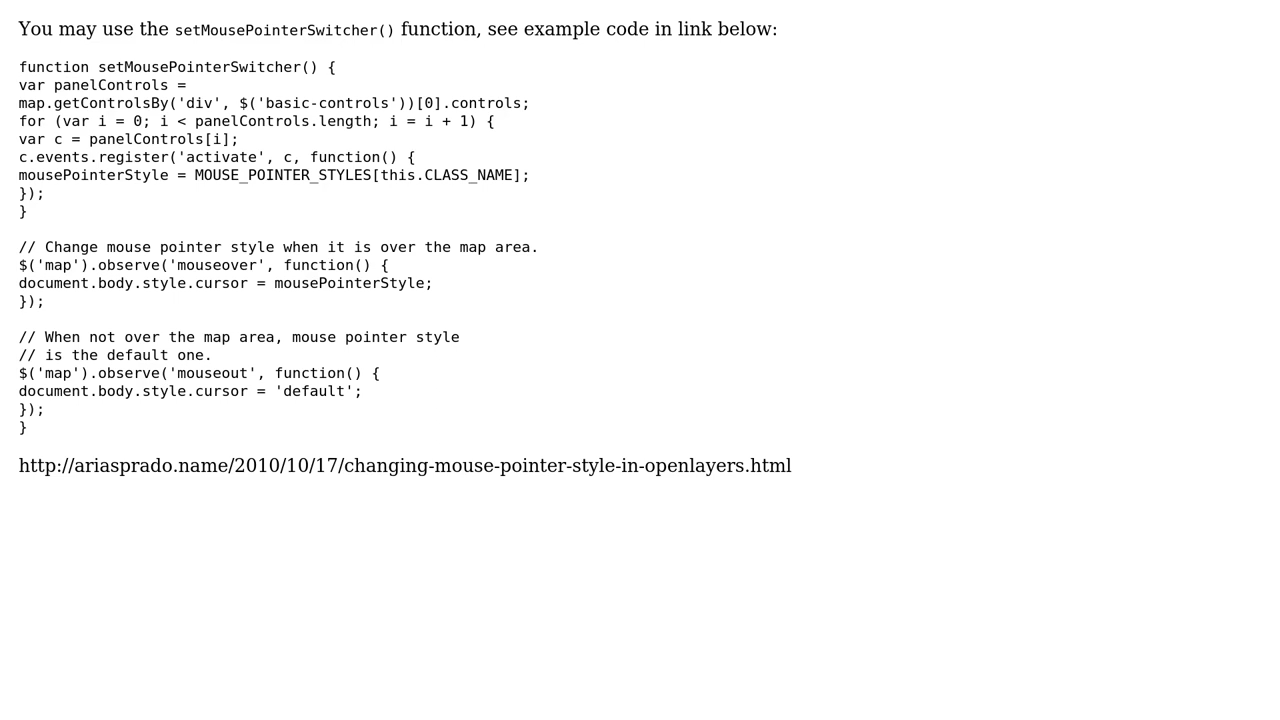 You may use the setMousePointerSwitcher() function, see example code in link below:
function setMousePointerSwitcher() {
var panelControls =
map.getControlsBy('div', $('basic-controls'))[0].controls;
for (var i = 0; i < panelControls.length; i = i + 1) {
var c = panelControls[i];
c.events.register('activate', c, function() {
mousePointerStyle = MOUSE_POINTER_STYLES[this.CLASS_NAME];
});
}
// Change mouse pointer style when it is over the map area.
$('map').observe('mouseover', function() {
document.body.style.cursor = mousePointerStyle;
});
// When not over the map area, mouse pointer style
// is the default one.
$('map').observe('mouseout', function() {
document.body.style.cursor = 'default';
});
}
http://ariasprado.name/2010/10/17/changing-mouse-pointer-style-in-openlayers.html